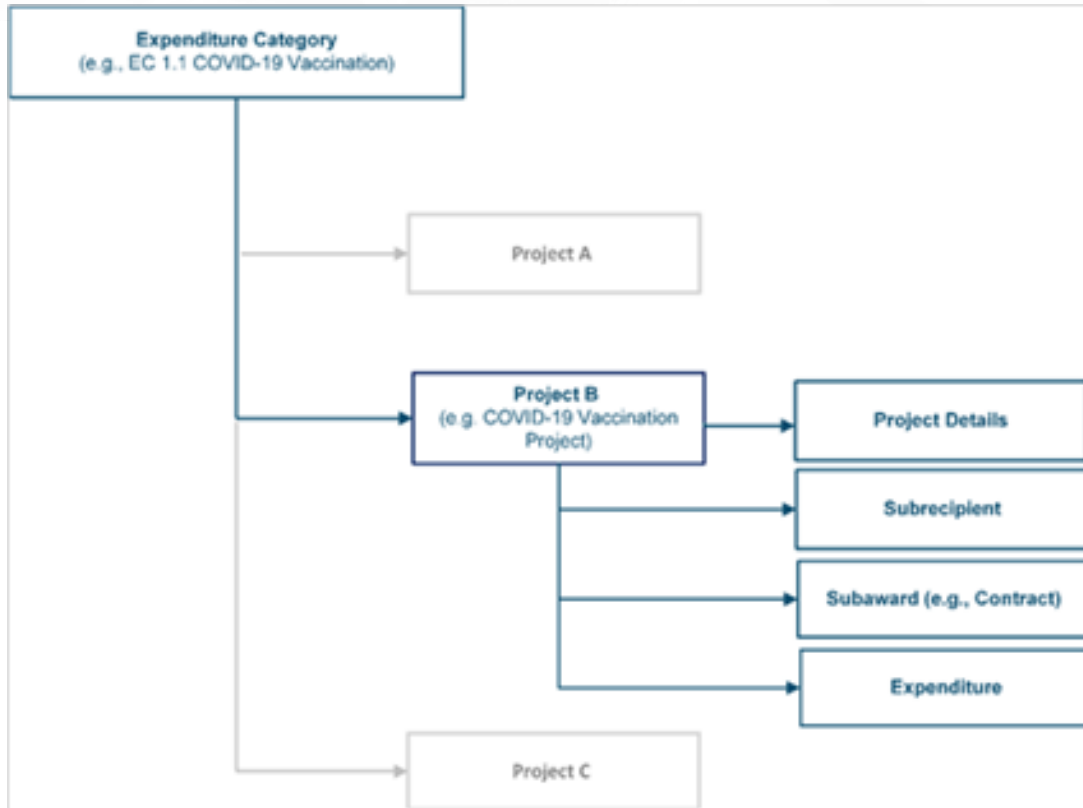 Expenditure Category
(e.g., EC 1.1 COVID-19 Vaccination)
Project A
Project B
(e.g. COVID-19 Vaccination
Project)
Project Details
Subrecipient
Subaward (e.g., Contract)
Expenditure
Project C